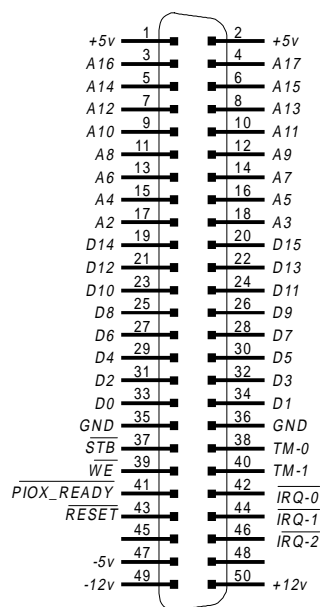 +5v 1 2 +5v
A16 3 4 A17
A14 5 6 A15
A12 7 8 A13
A10 9 10 A11
A8 11 12 A9
A6 13 14 A7
A4 15 16 A5
A2 17 18 A3
D14 19 20 D15
D12 21 22 D13
D10 23 24 D11
D8 25 26 D9
D6 27 28 D7
D4 29 30 D5
D2 31 32 D3
D0 33 34 D1
GND 35 36 GND
STB 37 38 TM-0
WE 39 40 TM-1
PIOX_READY 41 42 IRQ-0
RESET 43 44 IRQ-1
45 46 IRQ-2
-5v 47 48
-12v 49 50 +12v